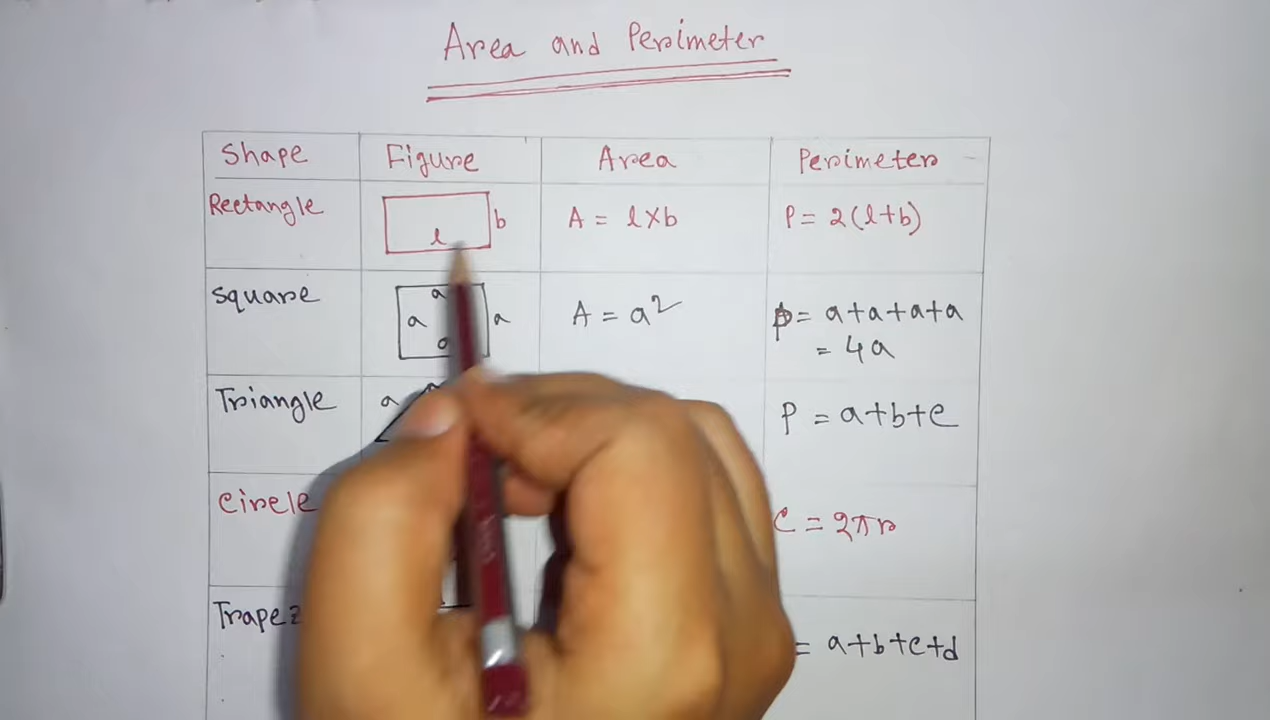 Area and Perimeter
Shape Figure Area Perimeter
Rectangle l b A = l×b P = 2(l+b)
Square a a a a A = a² p = a+a+a+a
= 4a
Triangle a P = a+b+c
Circle C = 2πr
= a+b+c+d